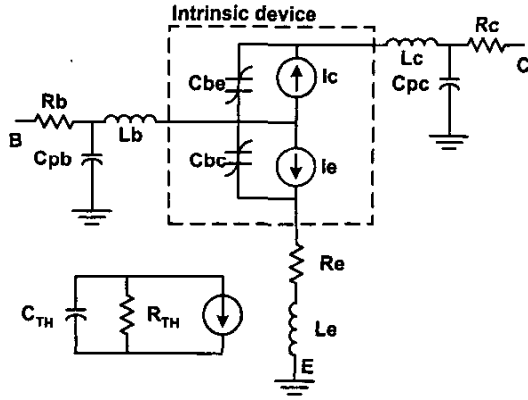 Intrinsic device
Rc
Lc
C
Cbe
Ic
Cpc
Rb
Lb
B
Cpb
Cbc
Ie
Re
CTH
RTH
Le
E